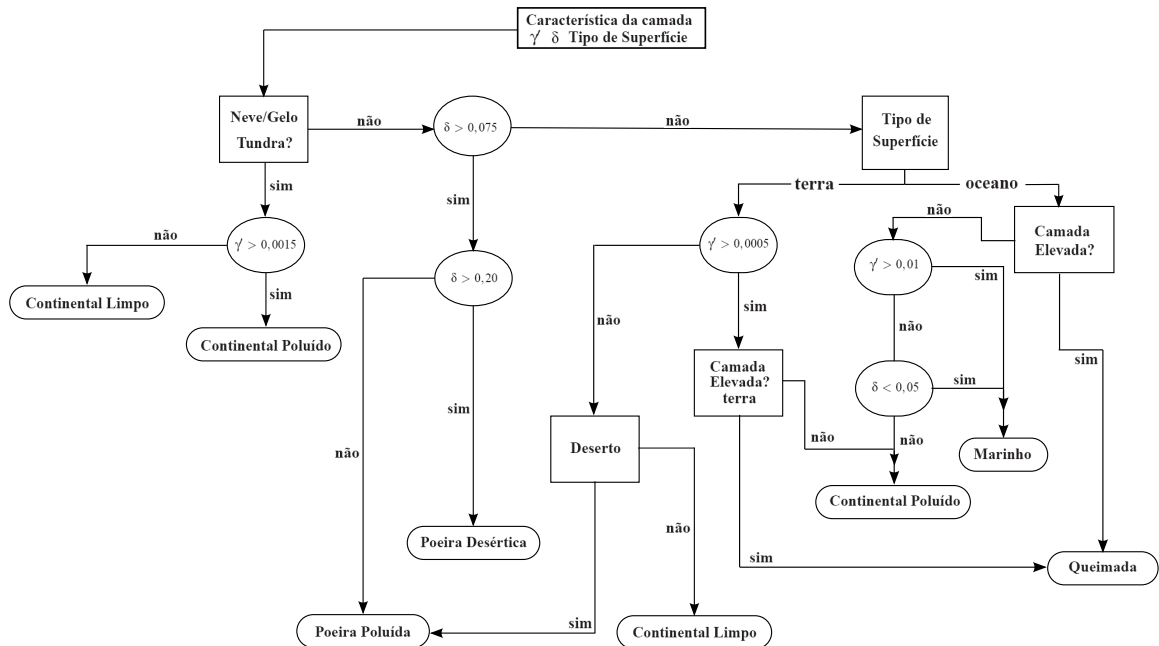 Característica da camada
γ' δ Tipo de Superfície
Neve/Gelo
Tundra?
não
δ > 0,075
não
Tipo de
Superfície
sim
sim
terra
oceano
não
γ' > 0,0015
não
γ' > 0,0005
Camada
Elevada?
γ' > 0,01
sim
δ > 0,20
Continental Limpo
sim
Continental Poluído
não
sim
não
sim
Camada
Elevada?
terra
δ < 0,05
sim
sim
não
não
não
Deserto
Marinho
Continental Poluído
não
Poeira Desértica
sim
Queimada
sim
Poeira Poluída
Continental Limpo